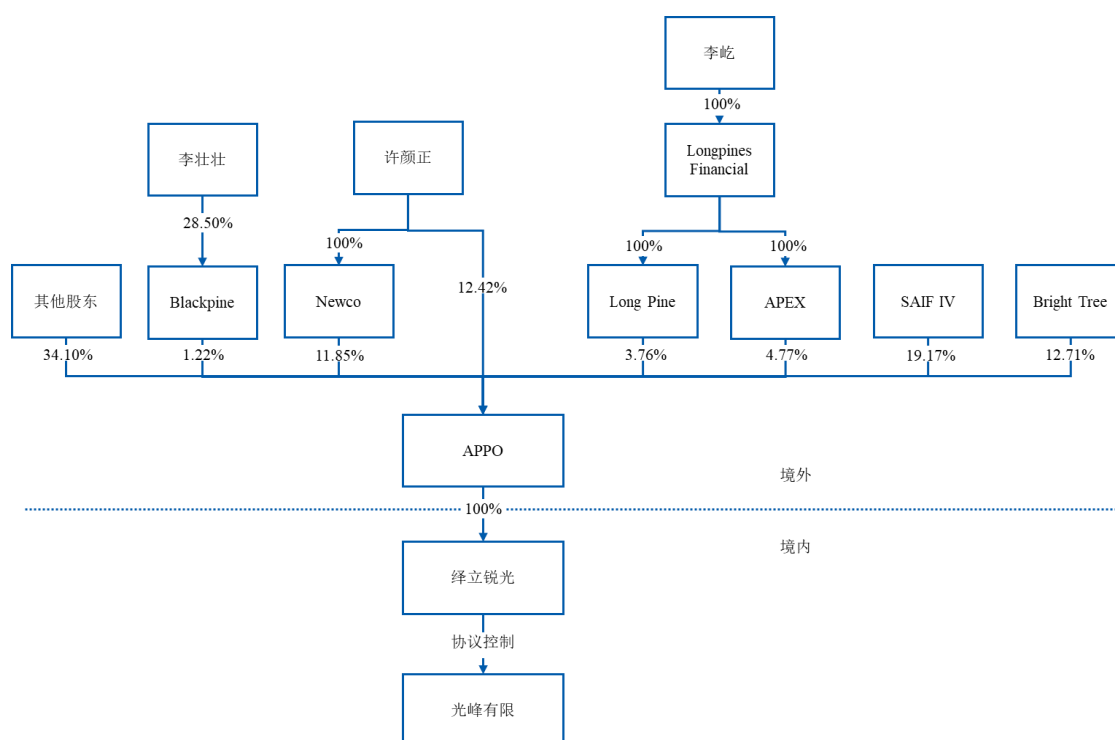 李屹
100%
李壮壮
许颜正
Longpines
Financial
28.50%
100%
100%
100%
其他股东
Blackpine
Newco
12.42%
Long Pine
APEX
SAIF IV
Bright Tree
34.10%
1.22%
11.85%
3.76%
4.77%
19.17%
12.71%
APPO
境外
100%
境内
绎立锐光
协议控制
光峰有限